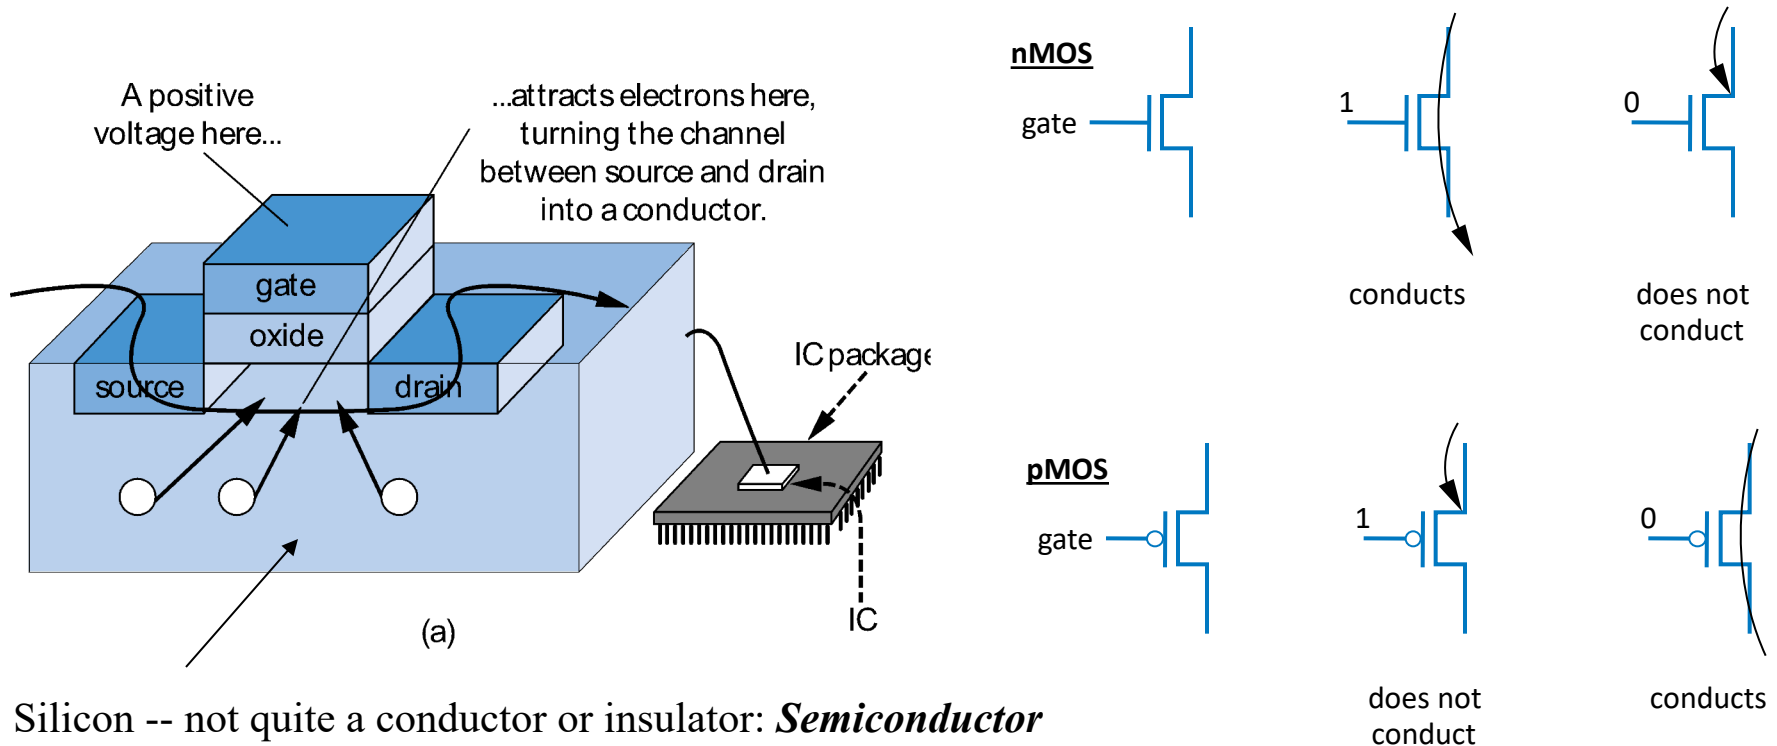 A positive
voltage here...
...attracts electrons here,
turning the channel
between source and drain
into a conductor.
gate
oxide
source
drain
IC package
IC
(a)
Silicon -- not quite a conductor or insulator: Semiconductor
nMOS
gate
1
conducts
0
does not
conduct
pMOS
gate
1
does not
conduct
0
conducts